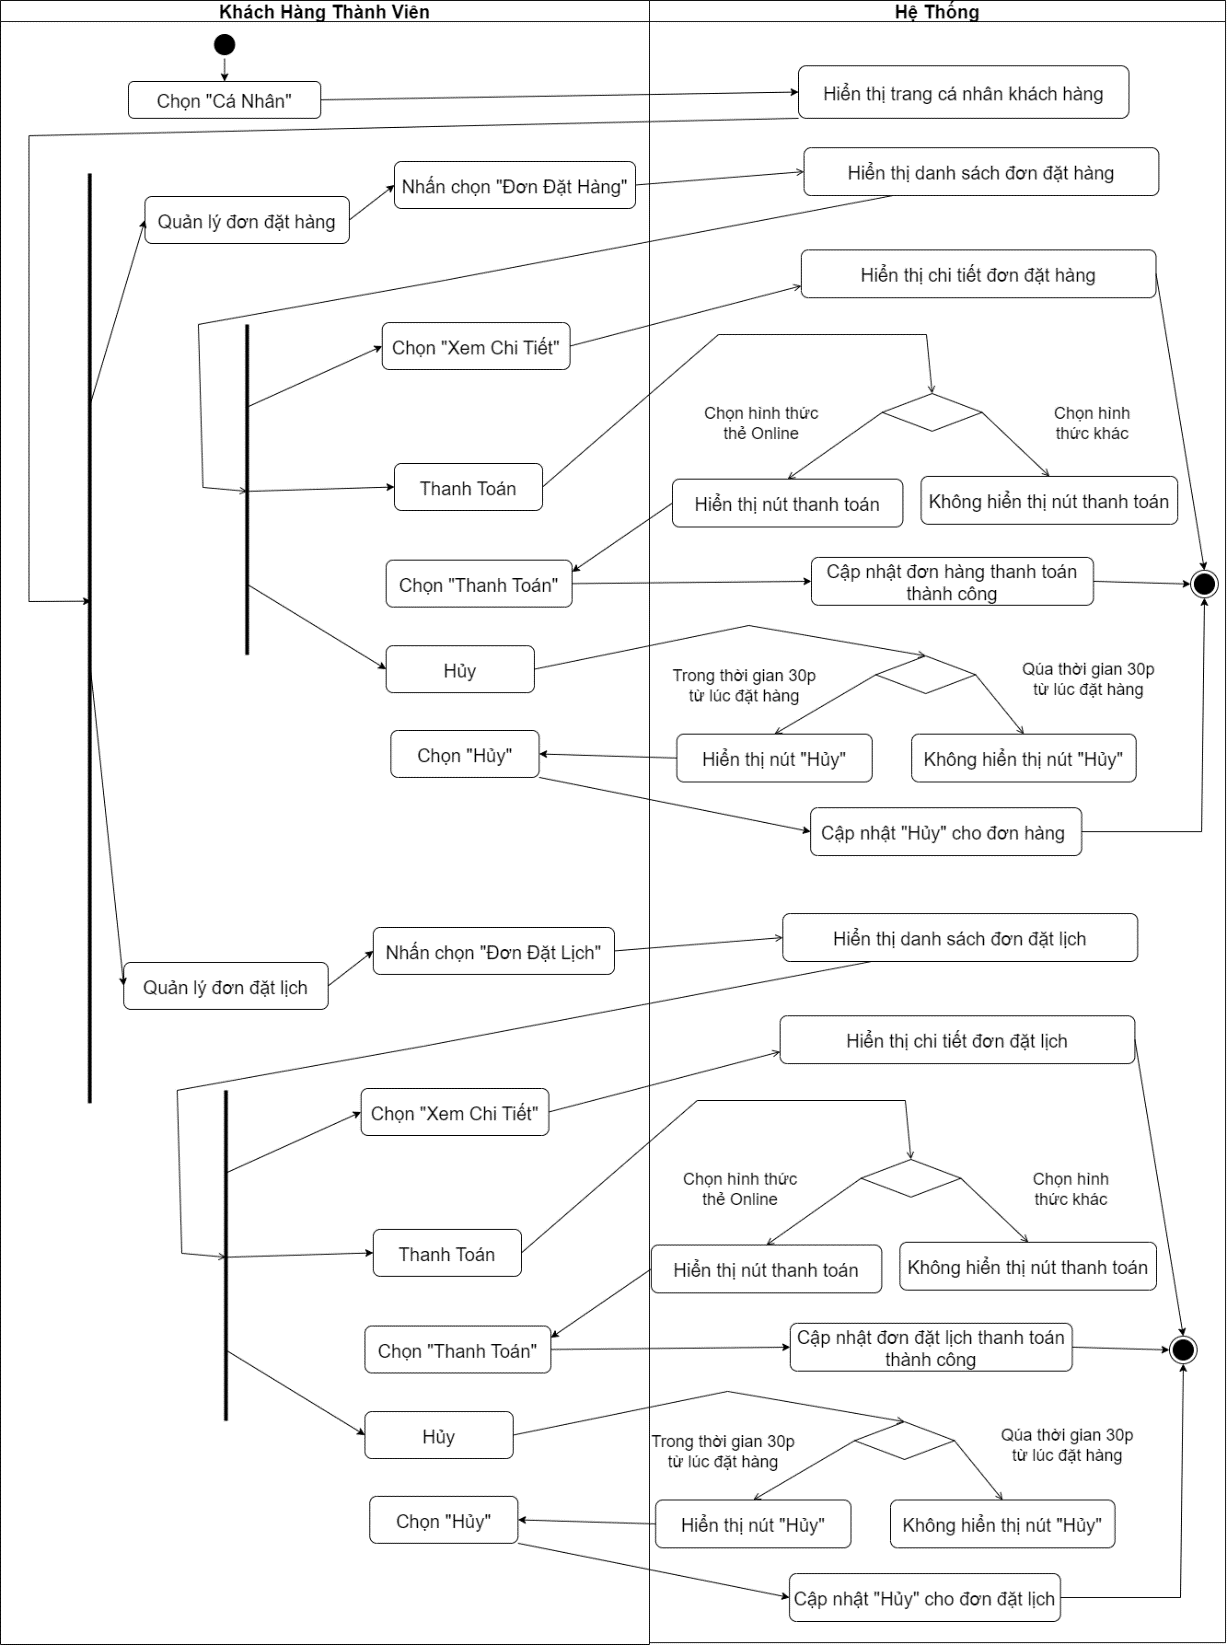 Khách Hàng Thành Viên
Hệ Thống
Chọn "Cá Nhân"
Hiển thị trang cá nhân khách hàng
Nhấn chọn "Đơn Đặt Hàng"
Hiển thị danh sách đơn đặt hàng
Quản lý đơn đặt hàng
Hiển thị chi tiết đơn đặt hàng
Chọn "Xem Chi Tiết"
Chọn hình thức
thẻ Online
Chọn hình
thức khác
Thanh Toán
Hiển thị nút thanh toán
Không hiển thị nút thanh toán
Chọn "Thanh Toán"
Cập nhật đơn hàng thanh toán
thành công
Hủy
Trong thời gian 30p
từ lúc đặt hàng
Qúa thời gian 30p
từ lúc đặt hàng
Chọn "Hủy"
Hiển thị nút "Hủy"
Không hiển thị nút "Hủy"
Cập nhật "Hủy" cho đơn hàng
Nhấn chọn "Đơn Đặt Lịch"
Hiển thị danh sách đơn đặt lịch
Quản lý đơn đặt lịch
Hiển thị chi tiết đơn đặt lịch
Chọn "Xem Chi Tiết"
Chọn hình thức
thẻ Online
Chọn hình
thức khác
Thanh Toán
Hiển thị nút thanh toán
Không hiển thị nút thanh toán
Chọn "Thanh Toán"
Cập nhật đơn đặt lịch thanh toán
thành công
Hủy
Trong thời gian 30p
từ lúc đặt hàng
Qúa thời gian 30p
từ lúc đặt hàng
Chọn "Hủy"
Hiển thị nút "Hủy"
Không hiển thị nút "Hủy"
Cập nhật "Hủy" cho đơn đặt lịch